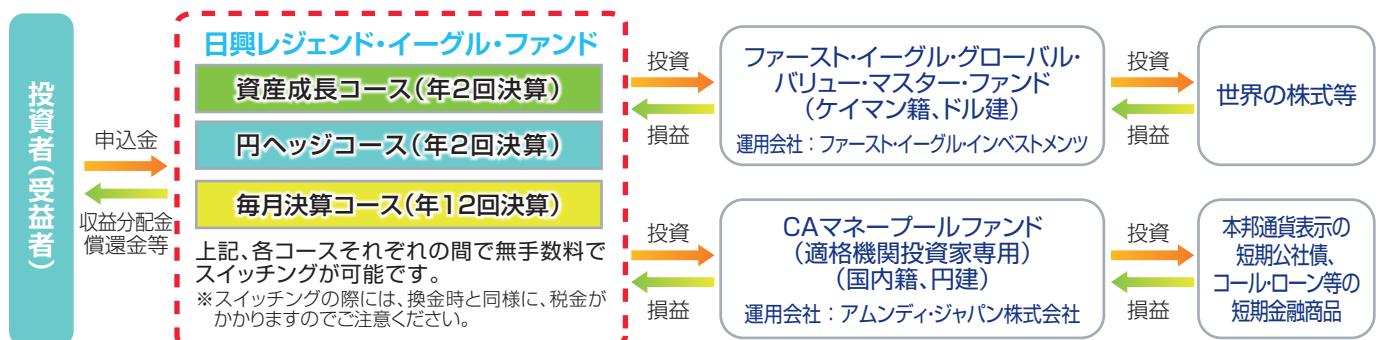 投資者（受益者）
申込金
収益分配金
償還金等
日興レジェンド・イーグル・ファンド
資産成長コース（年2回決算）
円ヘッジコース（年2回決算）
毎月決算コース（年12回決算）
上記、各コースそれぞれの間で無手数料で
スイッチングが可能です。
※スイッチングの際には、換金時と同様に、税金が
かかりますのでご注意ください。
投資
損益
ファースト・イーグル・グローバル・
バリュー・マスター・ファンド
（ケイマン籍、ドル建）
運用会社：ファースト・イーグル・インベストメンツ
投資
損益
世界の株式等
投資
損益
CAマネープールファンド
（適格機関投資家専用）
（国内籍、円建）
運用会社：アムンディ・ジャパン株式会社
投資
損益
本邦通貨表示の
短期公社債、
コール・ローン等の
短期金融商品